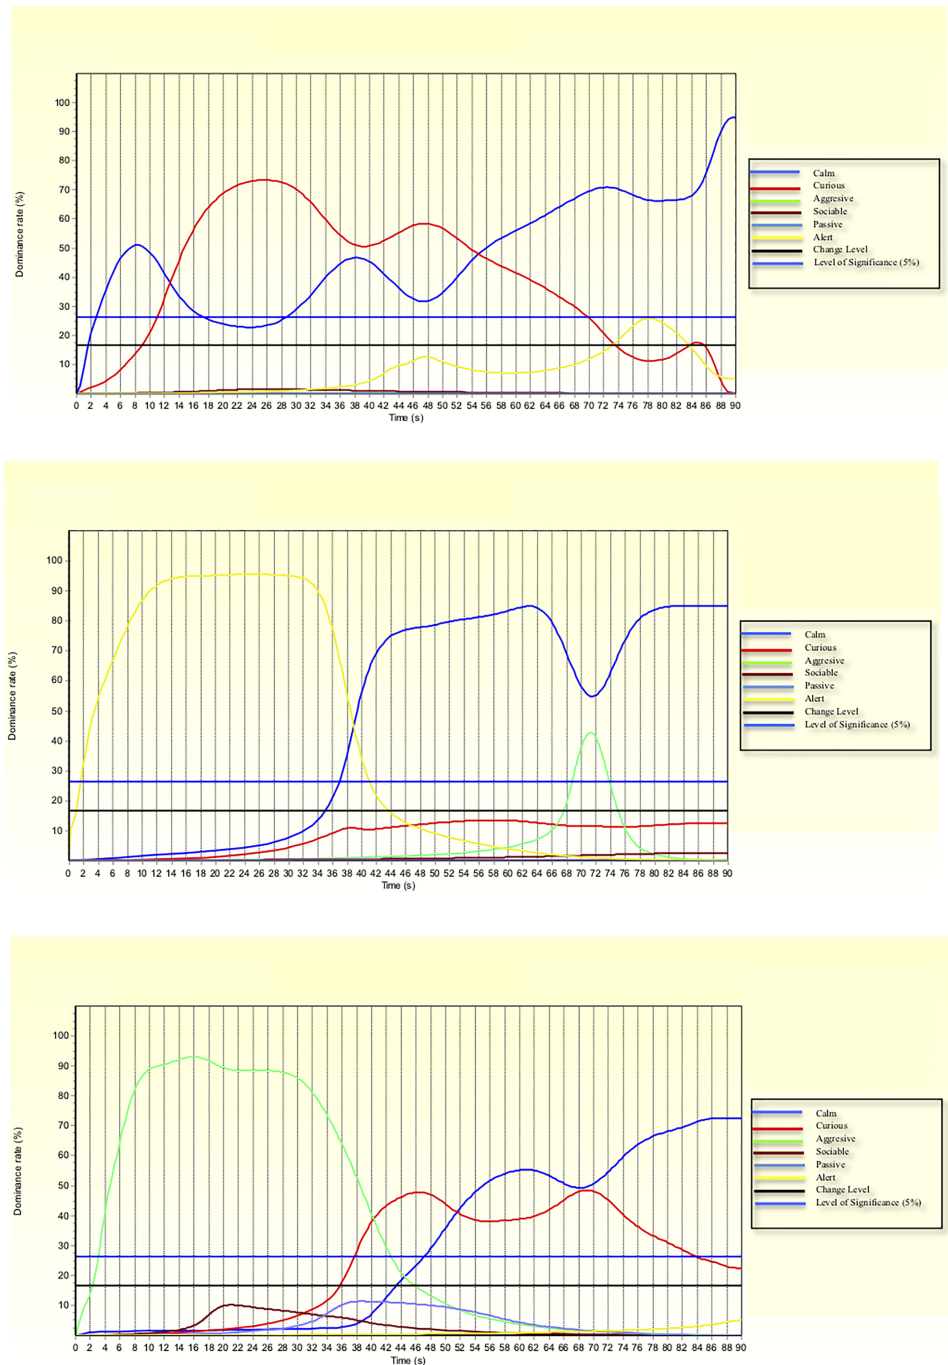 Dominance rate (%)
100
90
80
70
60
50
40
30
20
10
0 2 4 6 8 10 12 14 16 18 20 22 24 26 28 30 32 34 36 38 40 42 44 46 48 50 52 54 56 58 60 62 64 66 68 70 72 74 76 78 80 82 84 86 88 90
Time (s)
Calm
Curious
Aggresive
Sociable
Passive
Alert
Change Level
Level of Significance (5%)
Dominance rate (%)
100
90
80
70
60
50
40
30
20
10
0 2 4 6 8 10 12 14 16 18 20 22 24 26 28 30 32 34 36 38 40 42 44 46 48 50 52 54 56 58 60 62 64 66 68 70 72 74 76 78 80 82 84 86 88 90
Time (s)
Calm
Curious
Aggresive
Sociable
Passive
Alert
Change Level
Level of Significance (5%)
Dominance rate (%)
100
90
80
70
60
50
40
30
20
10
0 2 4 6 8 10 12 14 16 18 20 22 24 26 28 30 32 34 36 38 40 42 44 46 48 50 52 54 56 58 60 62 64 66 68 70 72 74 76 78 80 82 84 86 88 90
Time (s)
Calm
Curious
Aggresive
Sociable
Passive
Alert
Change Level
Level of Significance (5%)